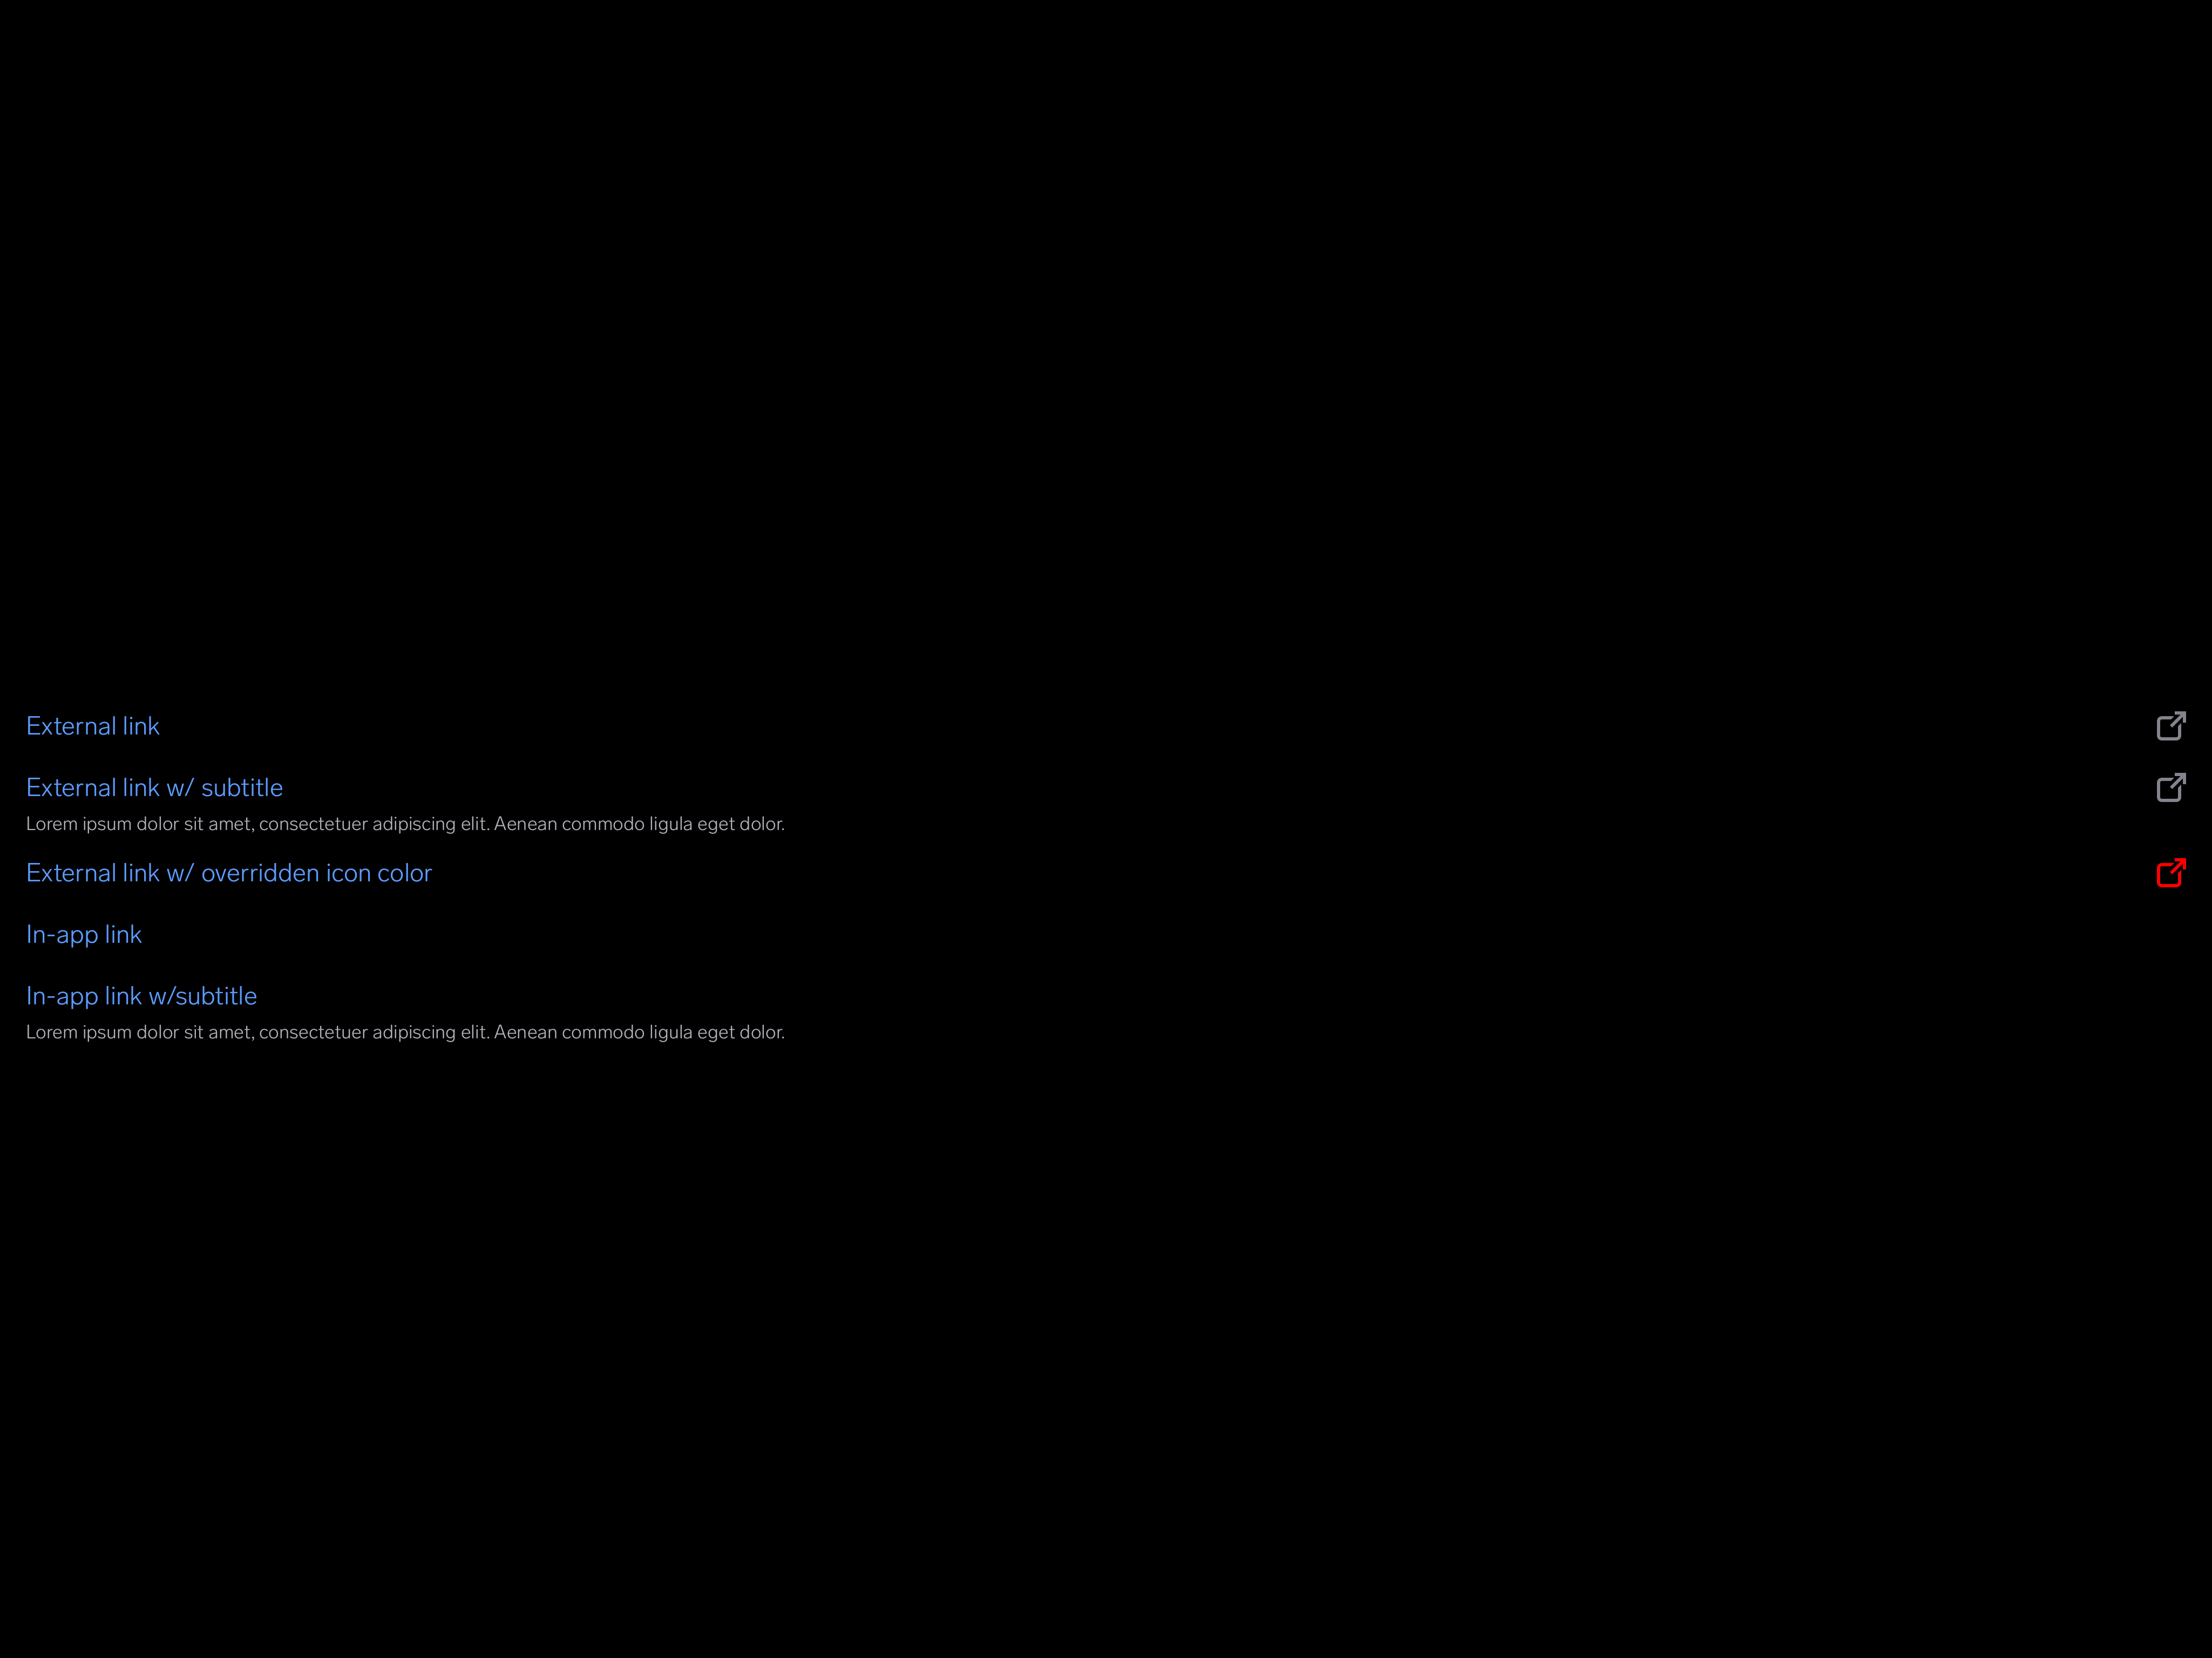 External link
External link w/ subtitle
Lorem ipsum dolor sit amet, consectetuer adipiscing elit. Aenean commodo ligula eget dolor.
External link w/ overridden icon color
In-app link
In-app link w/subtitle
Lorem ipsum dolor sit amet, consectetuer adipiscing elit. Aenean commodo ligula eget dolor.